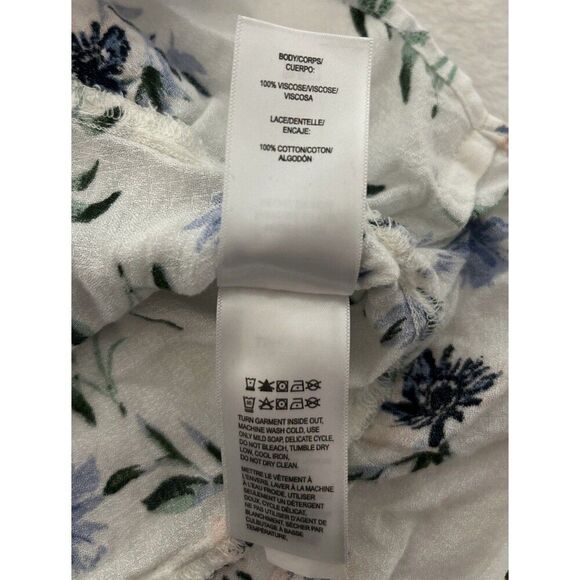 BODY/CORPS/
CUERPO:
100% VISCOSE/VISCOSE/
VISCOSA
LACE/DENTELLE/
ENCAJE:
100% COTTON/COTON/
ALGODÓN
TURN GARMENT INSIDE OUT,
MACHINE WASH COLD, USE
ONLY MILD SOAP, DELICATE CYCLE,
DO NOT BLEACH, TUMBLE DRY
LOW, COOL IRON,
DO NOT DRY CLEAN.
METTRE LE VÊTEMENT À
L'ENVERS, LAVER À LA MACHINE
À L'EAU FROIDE. UTILISER
SEULEMENT UN DÉTERGENT
DOUX, CYCLE DÉLICAT.
NE PAS UTILISER D'AGENT DE
BLANCHIMENT, SÉCHER PAR
CULBUTAGE À BASSE
TEMPÉRATURE,